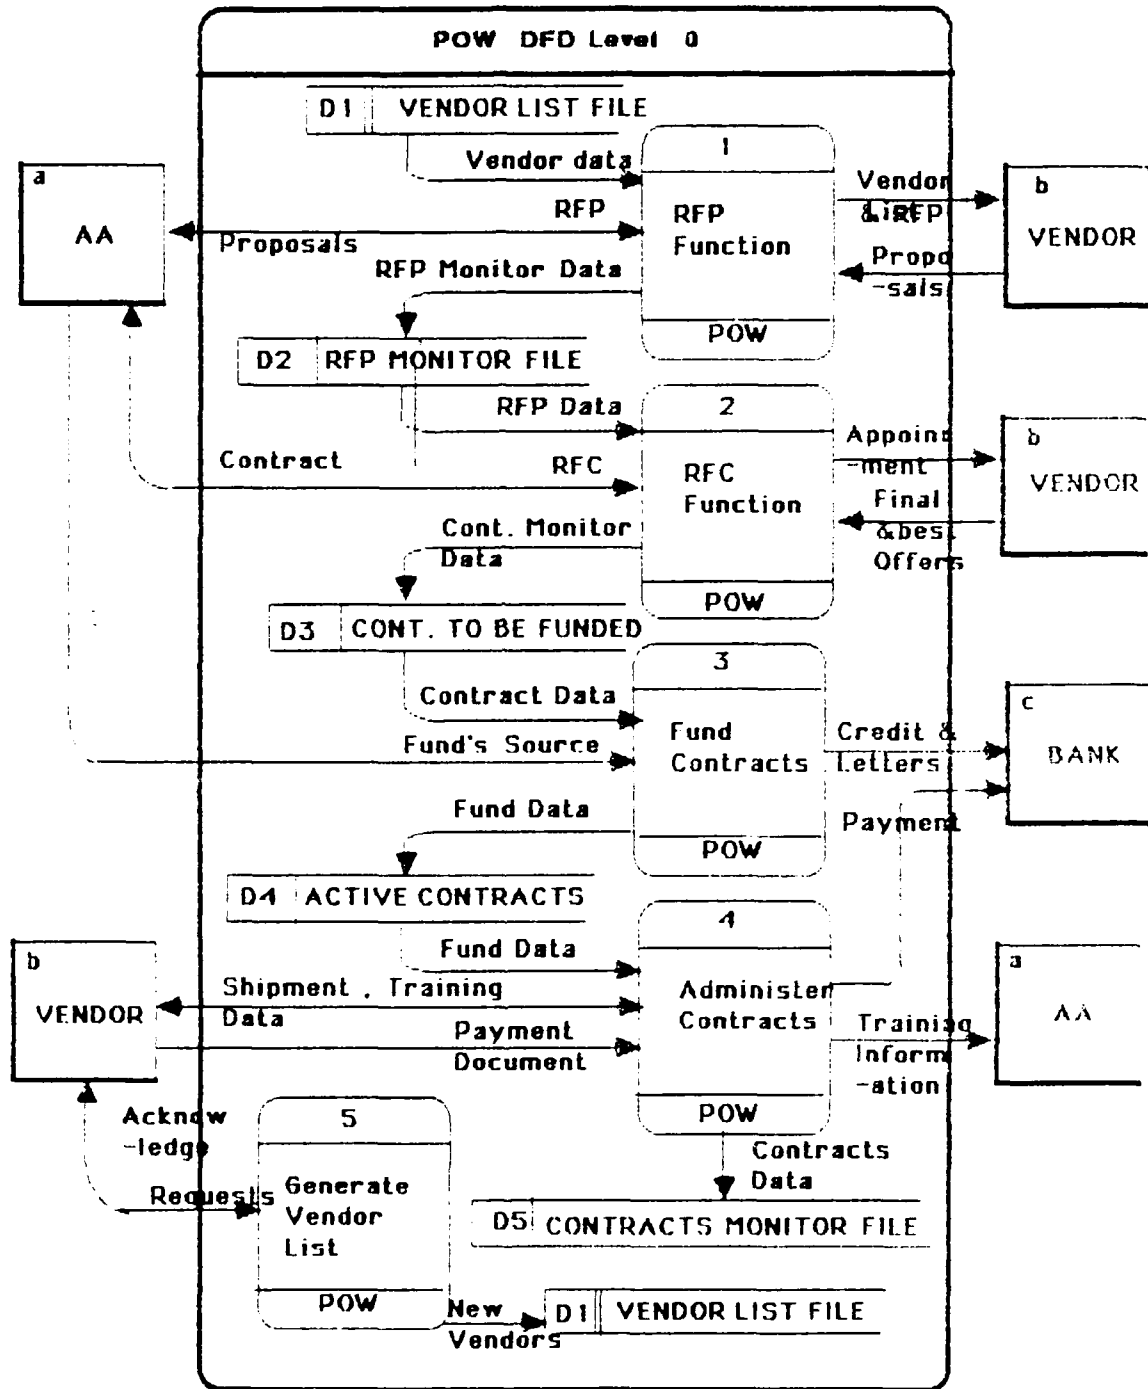 POW DFD Level 0
D1 VENDOR LIST FILE
Vendor data
1
RFP
Function
POW
a
AA
RFP
Proposals
Vendor
List
& RFP
Propo
-sals
b
VENDOR
RFP Monitor Data
D2 RFP MONITOR FILE
RFP Data
2
RFC
Function
POW
Contract
RFC
Appoint
-ment
Final
&best
Offers
b
VENDOR
Cont. Monitor
Data
D3 CONT. TO BE FUNDED
Contract Data
3
Fund
Contracts
POW
Fund's Source
Credit &
Letters
c
BANK
Payment
Fund Data
D4 ACTIVE CONTRACTS
Fund Data
4
Administer
Contracts
POW
b
VENDOR
Shipment , Training
Data
Payment
Document
Training
Inform
-ation
a
AA
Acknow
-ledge
Requests
5
Generate
Vendor
List
POW
Contracts
Data
D5 CONTRACTS MONITOR FILE
New
Vendors
D1 VENDOR LIST FILE